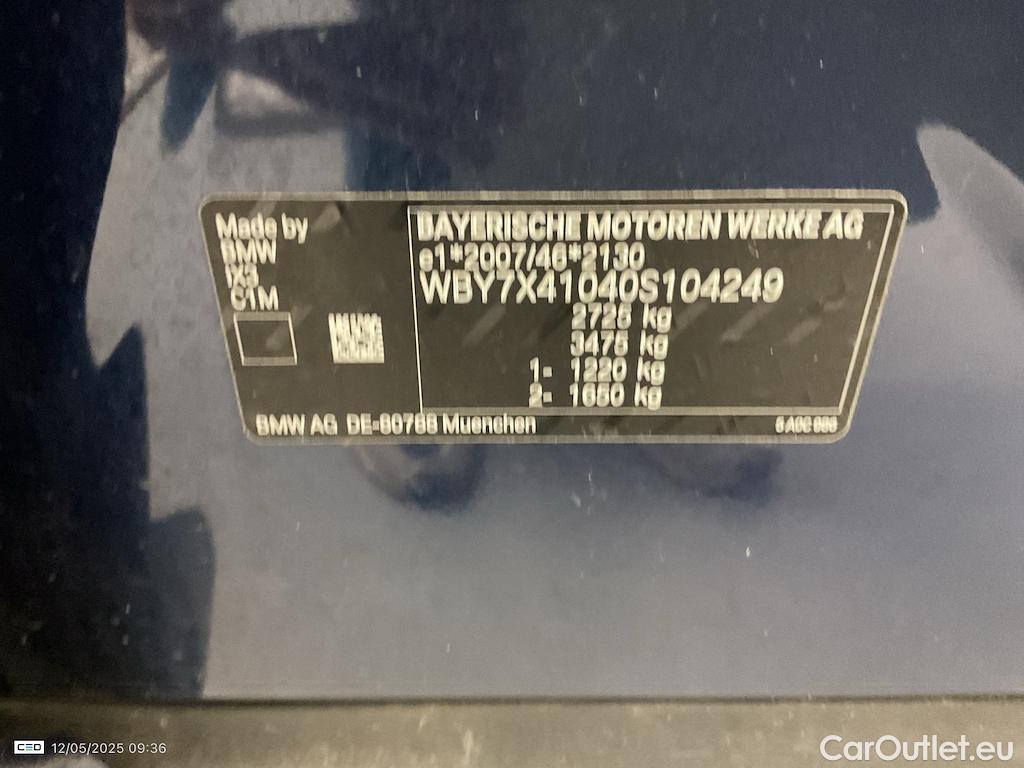 Made by
BMW
IX3
C1M
BAYERISCHE MOTOREN WERKE AG
e1*2007/46*2130
WBY7X41040S104249
2725 kg
3475 kg
1- 1220 kg
2- 1650 kg
BMW AG DE-80788 Muenchen
CEO 12/05/2025 09:36
CarOutlet.eu